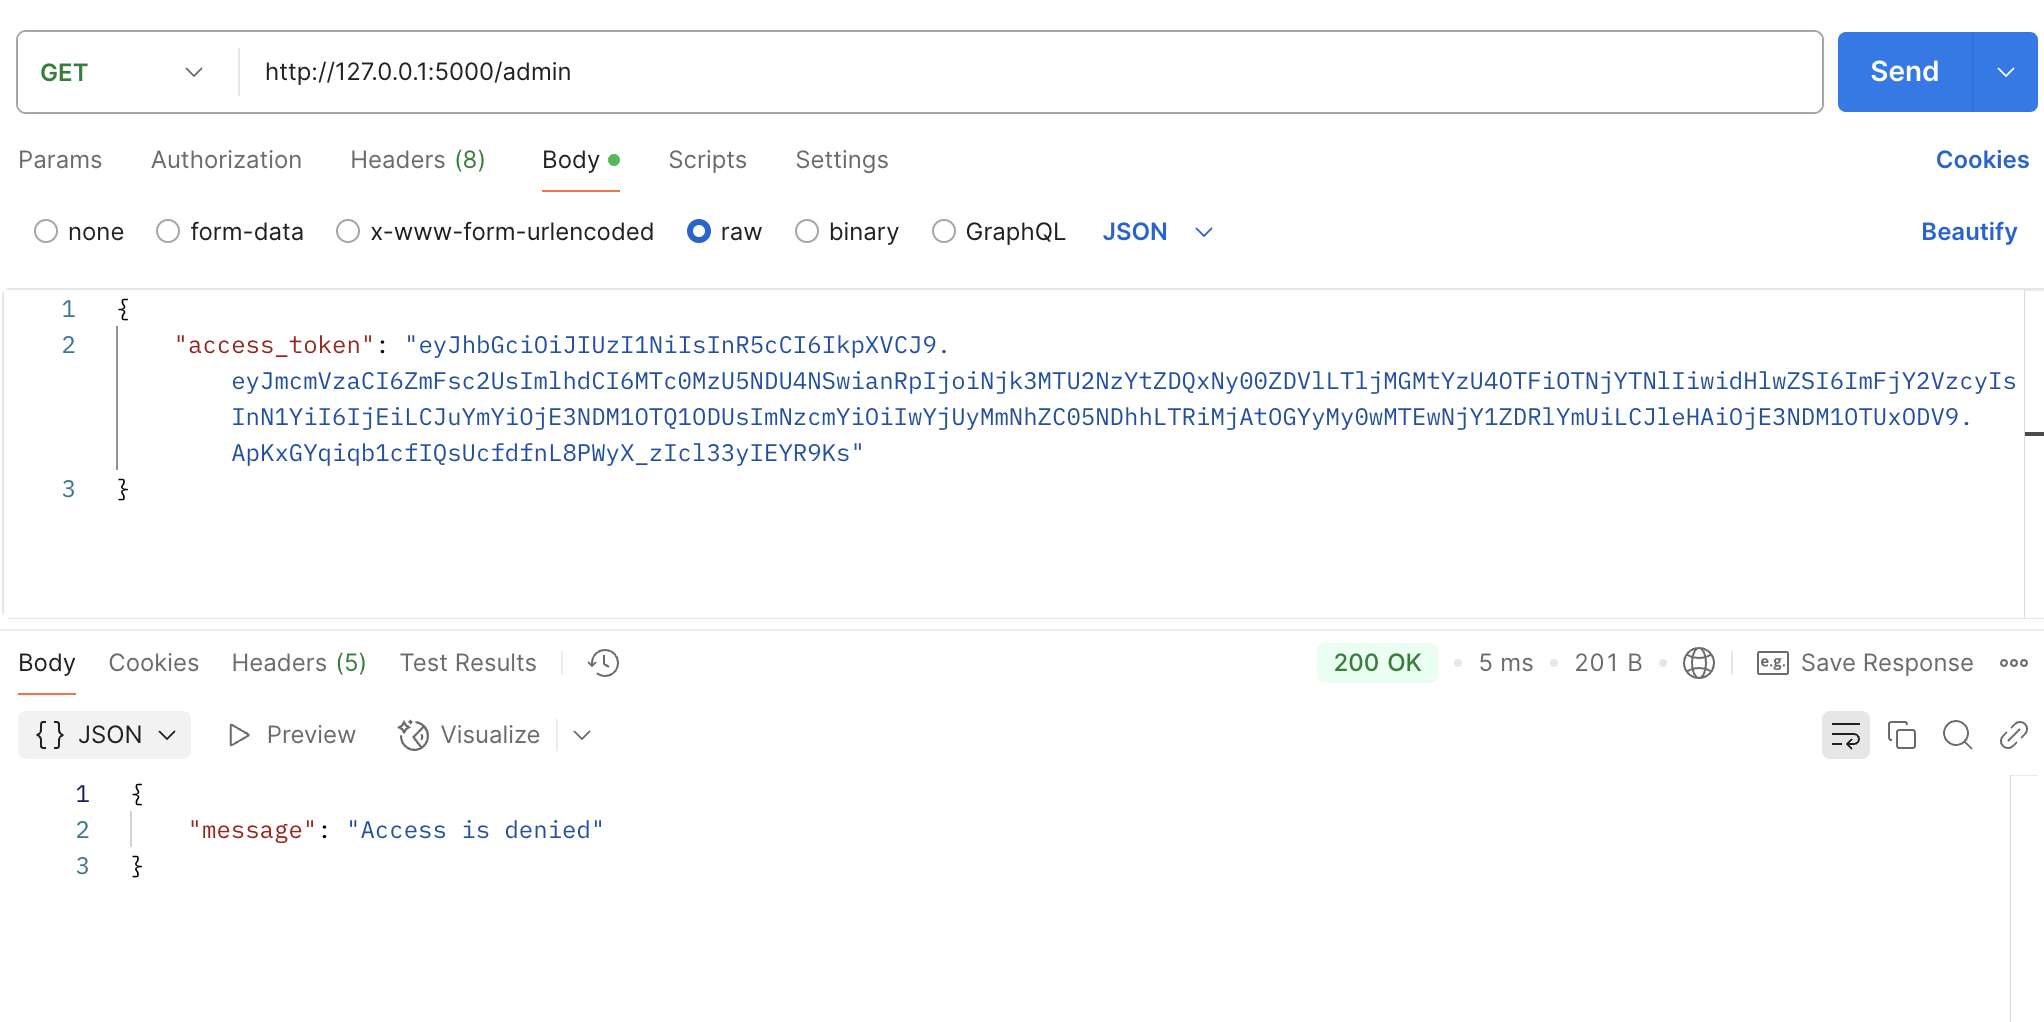 GET http://127.0.0.1:5000/admin Send
Params Authorization Headers (8) Body Scripts Settings Cookies
none form-data x-www-form-urlencoded raw binary GraphQL JSON Beautify
1 {
2 "access_token": "eyJhbGciOiJIUzI1NiIsInR5cCI6IkpXVCJ9.
eyJmcmVzaCI6ZmFsc2UsImlhdCI6MTc0MzU5NDU4NSwianRpIjoiNjk3MTU2NzYtZDQxNy00ZDVlLTljMGMtYzU4OTFiOTNjYTNlIiwidHlwZSI6ImFjY2VzcyIs
InN1YiI6IjEiLCJuYmYiOjE3NDM1OTQ1ODUsImNzcmYiOiIwYjUyMmNhZC05NDhhLTRiMjAtOGYyMy0wMTEwNjY1ZDRlYmUiLCJleHAiOjE3NDM1OTUxODV9.
ApKxGYqiqb1cfIQsUcfdfnL8PWyX_zIcl33yIEYR9Ks"
3 }
Body Cookies Headers (5) Test Results 200 OK 5 ms 201 B e.g. Save Response
{} JSON Preview Visualize
1 {
2 "message": "Access is denied"
3 }